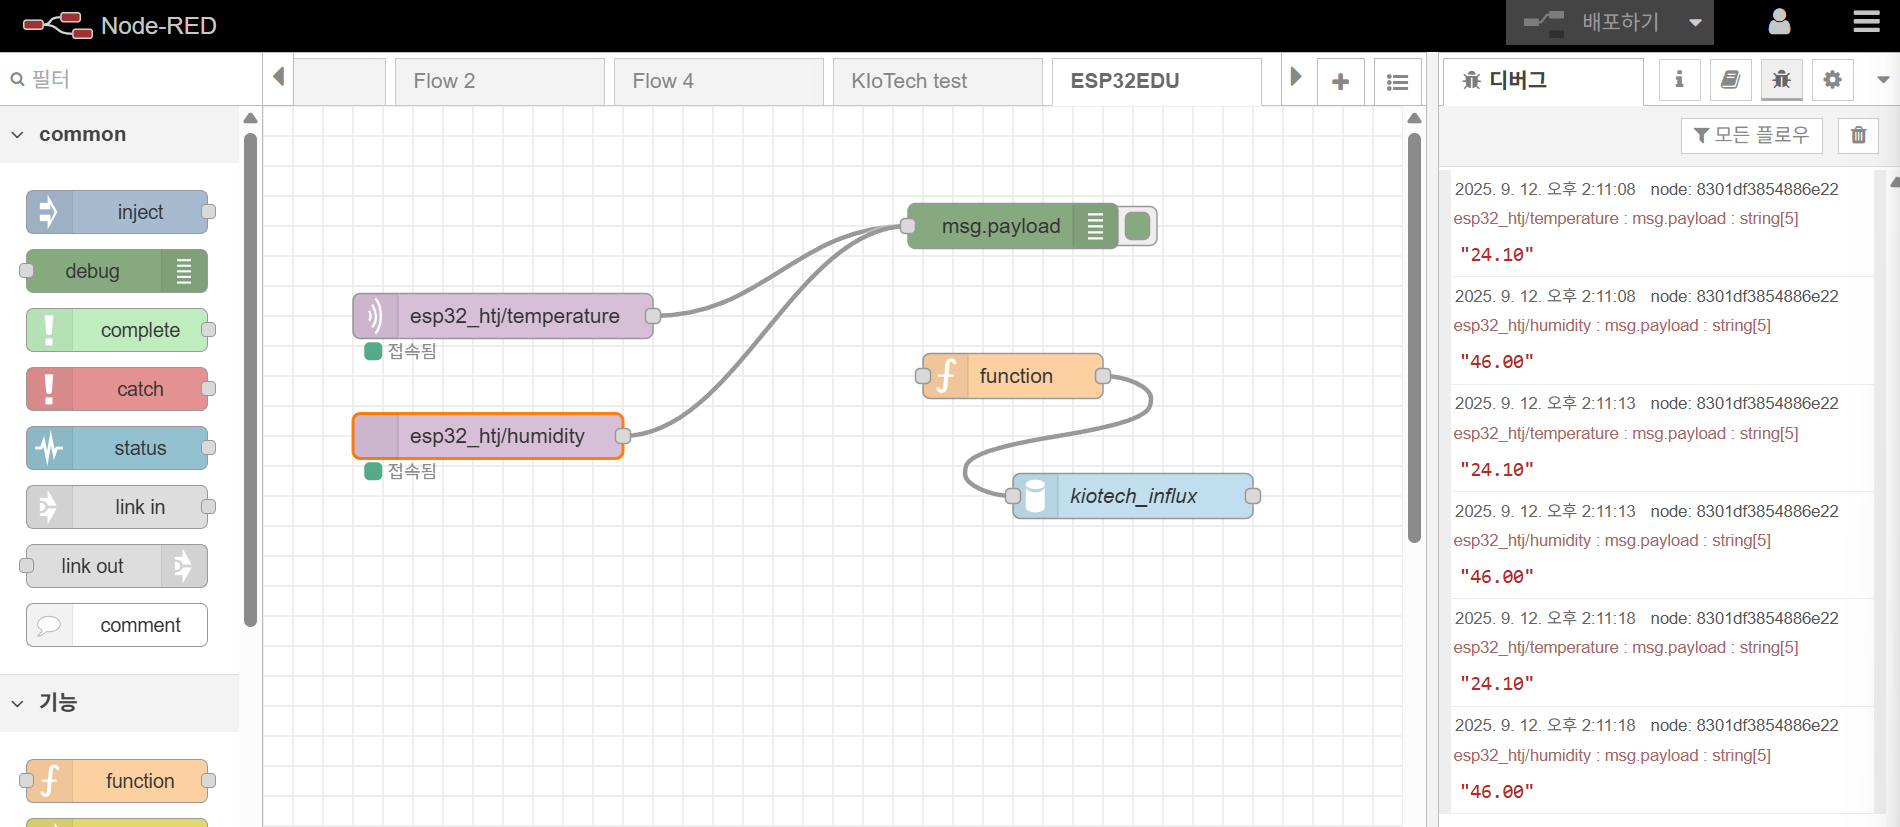 Node-RED
배포하기
필터
Flow 2
Flow 4
KIoTech test
ESP32EDU
디버그
모든 플로우
common
inject
debug
complete
catch
status
link in
link out
comment
기능
function
msg.payload
esp32_htj/temperature
접속됨
function
esp32_htj/humidity
접속됨
kiotech_influx
2025. 9. 12. 오후 2:11:08 node: 8301df3854886e22
esp32_htj/temperature : msg.payload : string[5]
"24.10"
2025. 9. 12. 오후 2:11:08 node: 8301df3854886e22
esp32_htj/humidity : msg.payload : string[5]
"46.00"
2025. 9. 12. 오후 2:11:13 node: 8301df3854886e22
esp32_htj/temperature : msg.payload : string[5]
"24.10"
2025. 9. 12. 오후 2:11:13 node: 8301df3854886e22
esp32_htj/humidity : msg.payload : string[5]
"46.00"
2025. 9. 12. 오후 2:11:18 node: 8301df3854886e22
esp32_htj/temperature : msg.payload : string[5]
"24.10"
2025. 9. 12. 오후 2:11:18 node: 8301df3854886e22
esp32_htj/humidity : msg.payload : string[5]
"46.00"